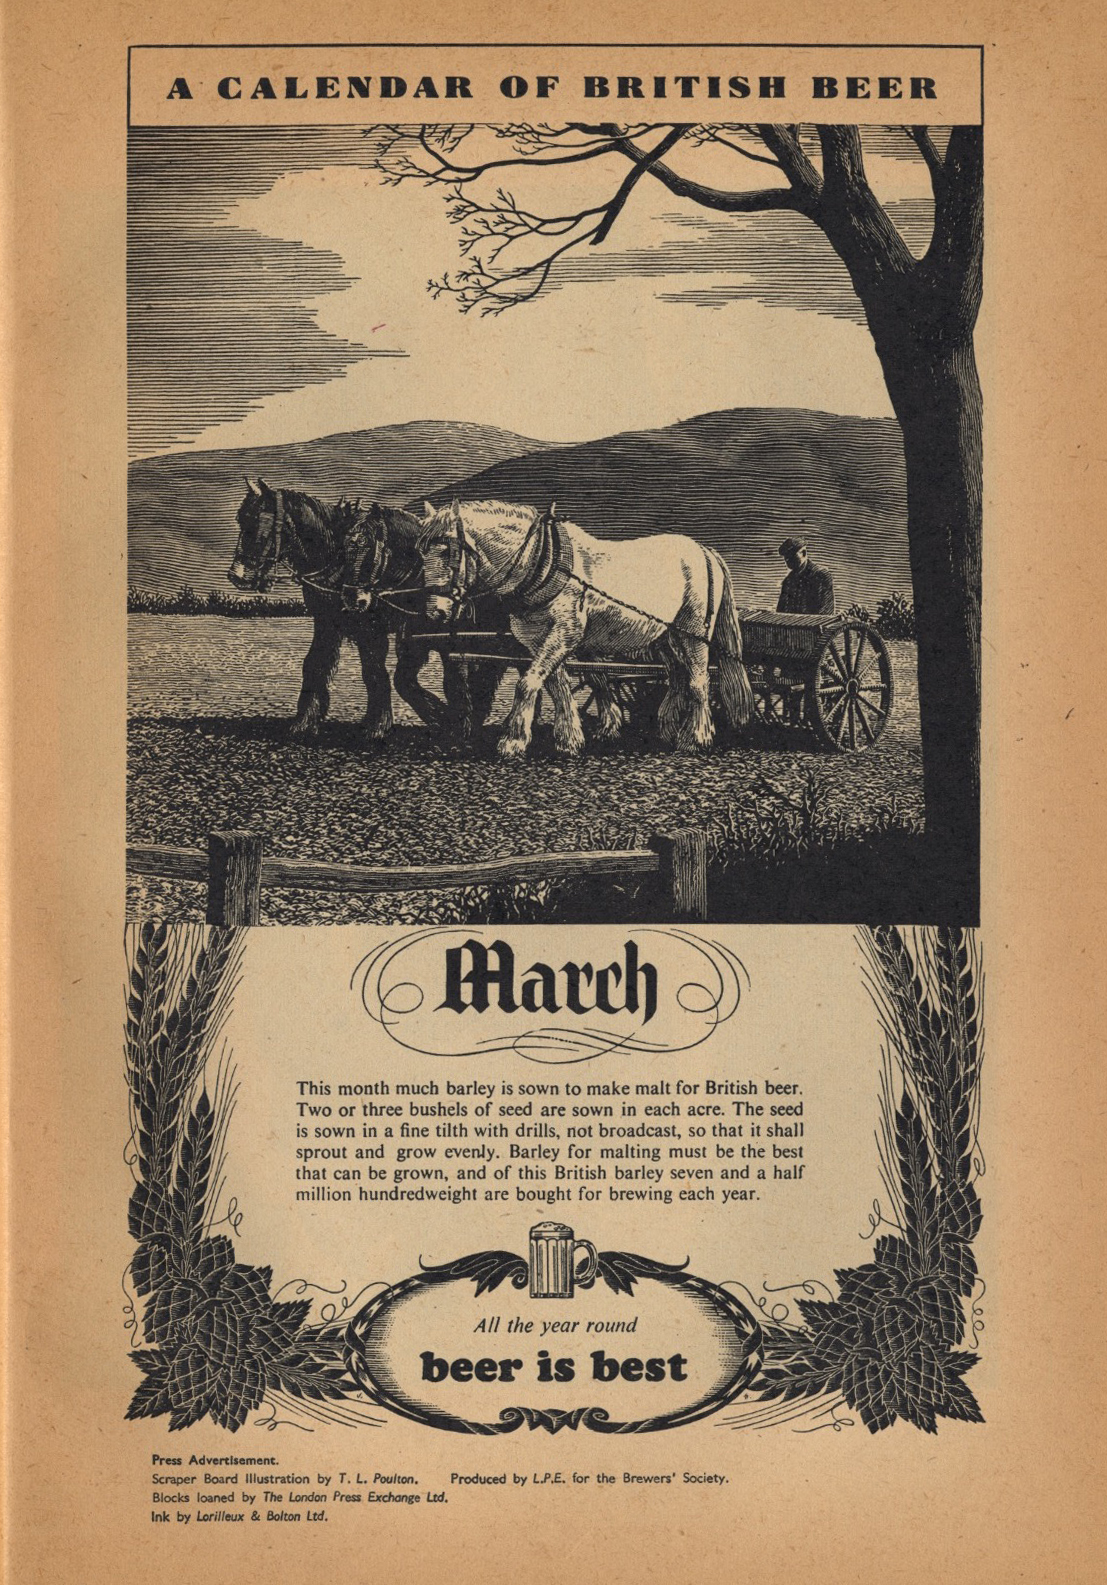 A CALENDAR OF BRITISH BEER
March
This month much barley is sown to make malt for British beer.
Two or three bushels of seed are sown in each acre. The seed
is sown in a fine tilth with drills, not broadcast, so that it shall
sprout and grow evenly. Barley for malting must be the best
that can be grown, and of this British barley seven and a half
million hundredweight are bought for brewing each year.
All the year round
beer is best
Press Advertisement.
Scraper Board Illustration by T. L. Poulton. Produced by L.P.E. for the Brewers' Society.
Blocks loaned by The London Press Exchange Ltd.
Ink by Lorilleux & Bolton Ltd.